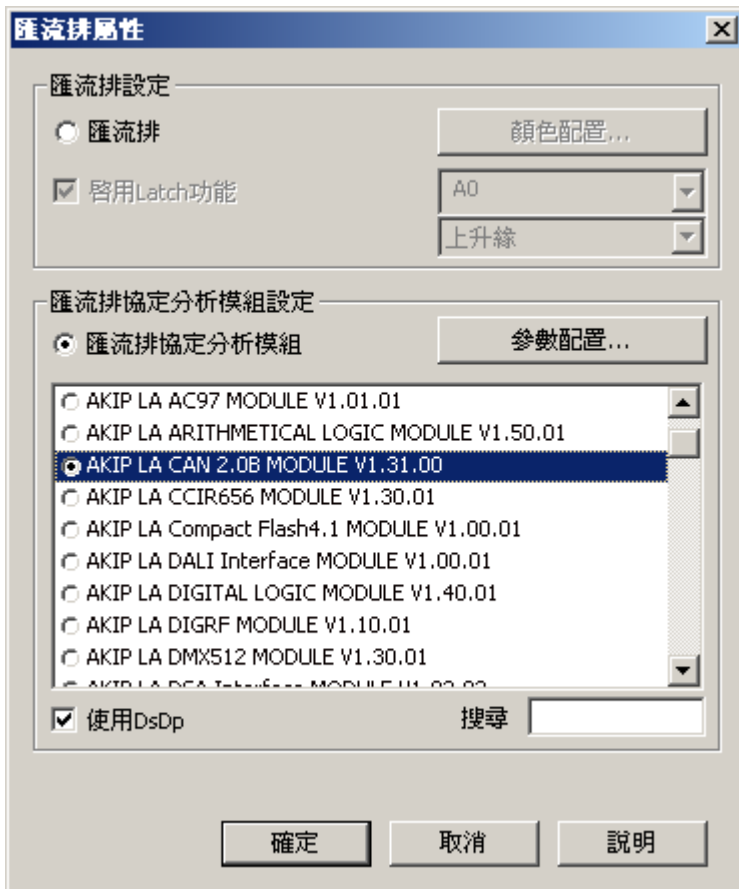 匯流排屬性
匯流排設定
匯流排
顏色配置...
啓用Latch功能
A0
上升緣
匯流排協定分析模組設定
匯流排協定分析模組
參數配置...
AKIP LA AC97 MODULE V1.01.01
AKIP LA ARITHMETICAL LOGIC MODULE V1.50.01
AKIP LA CAN 2.0B MODULE V1.31.00
AKIP LA CCIR656 MODULE V1.30.01
AKIP LA Compact Flash4.1 MODULE V1.00.01
AKIP LA DALI Interface MODULE V1.00.01
AKIP LA DIGITAL LOGIC MODULE V1.40.01
AKIP LA DIGRF MODULE V1.10.01
AKIP LA DMX512 MODULE V1.30.01
使用DsDp
搜尋
確定
取消
說明